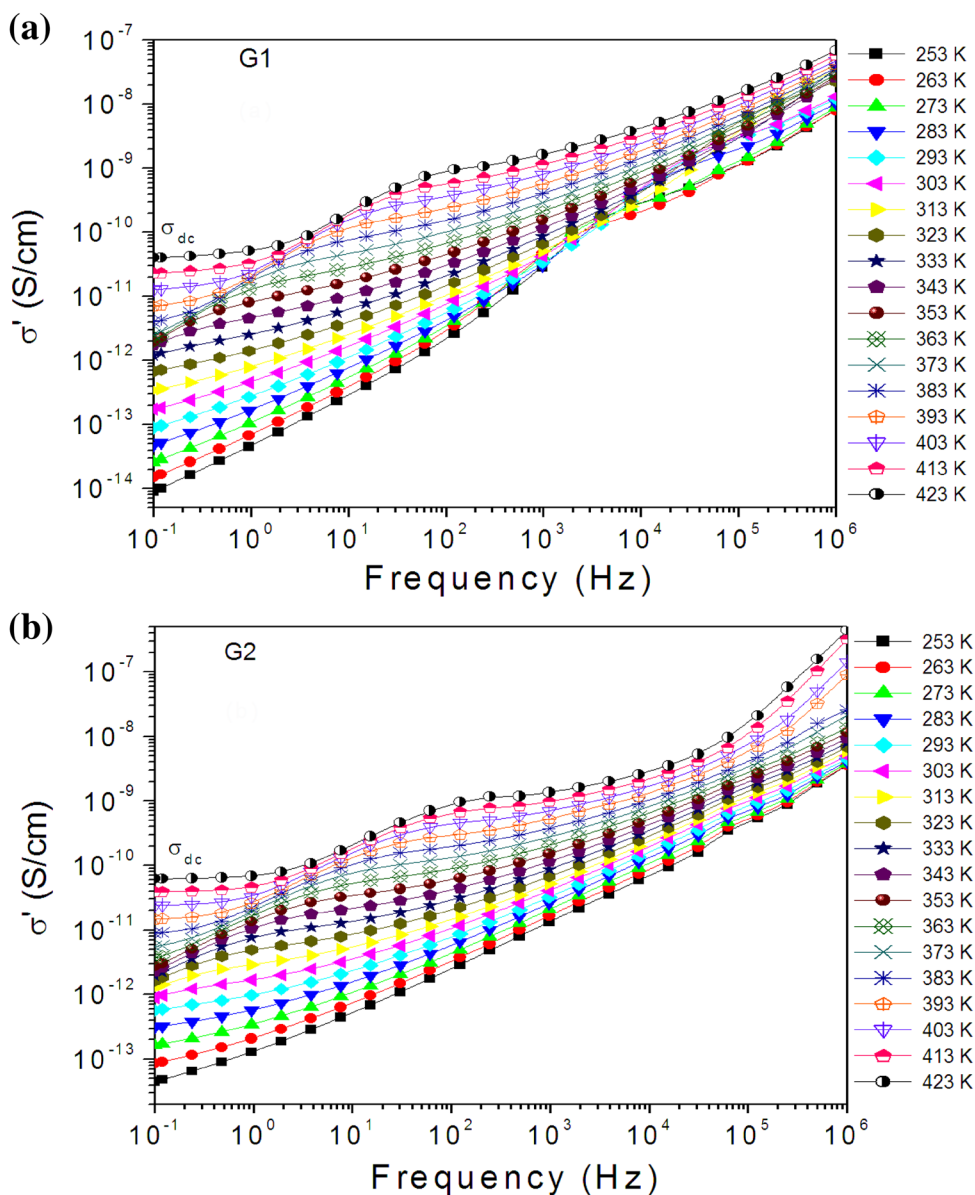 (a)
G1
10⁻⁷
10⁻⁸
10⁻⁹
10⁻¹⁰
10⁻¹¹
10⁻¹²
10⁻¹³
10⁻¹⁴
σ' (S/cm)
σdc
10⁻¹ 10⁰ 10¹ 10² 10³ 10⁴ 10⁵ 10⁶
Frequency (Hz)
253 K
263 K
273 K
283 K
293 K
303 K
313 K
323 K
333 K
343 K
353 K
363 K
373 K
383 K
393 K
403 K
413 K
423 K
(b)
G2
10⁻⁷
10⁻⁸
10⁻⁹
10⁻¹⁰
10⁻¹¹
10⁻¹²
10⁻¹³
σ' (S/cm)
σdc
10⁻¹ 10⁰ 10¹ 10² 10³ 10⁴ 10⁵ 10⁶
Frequency (Hz)
253 K
263 K
273 K
283 K
293 K
303 K
313 K
323 K
333 K
343 K
353 K
363 K
373 K
383 K
393 K
403 K
413 K
423 K